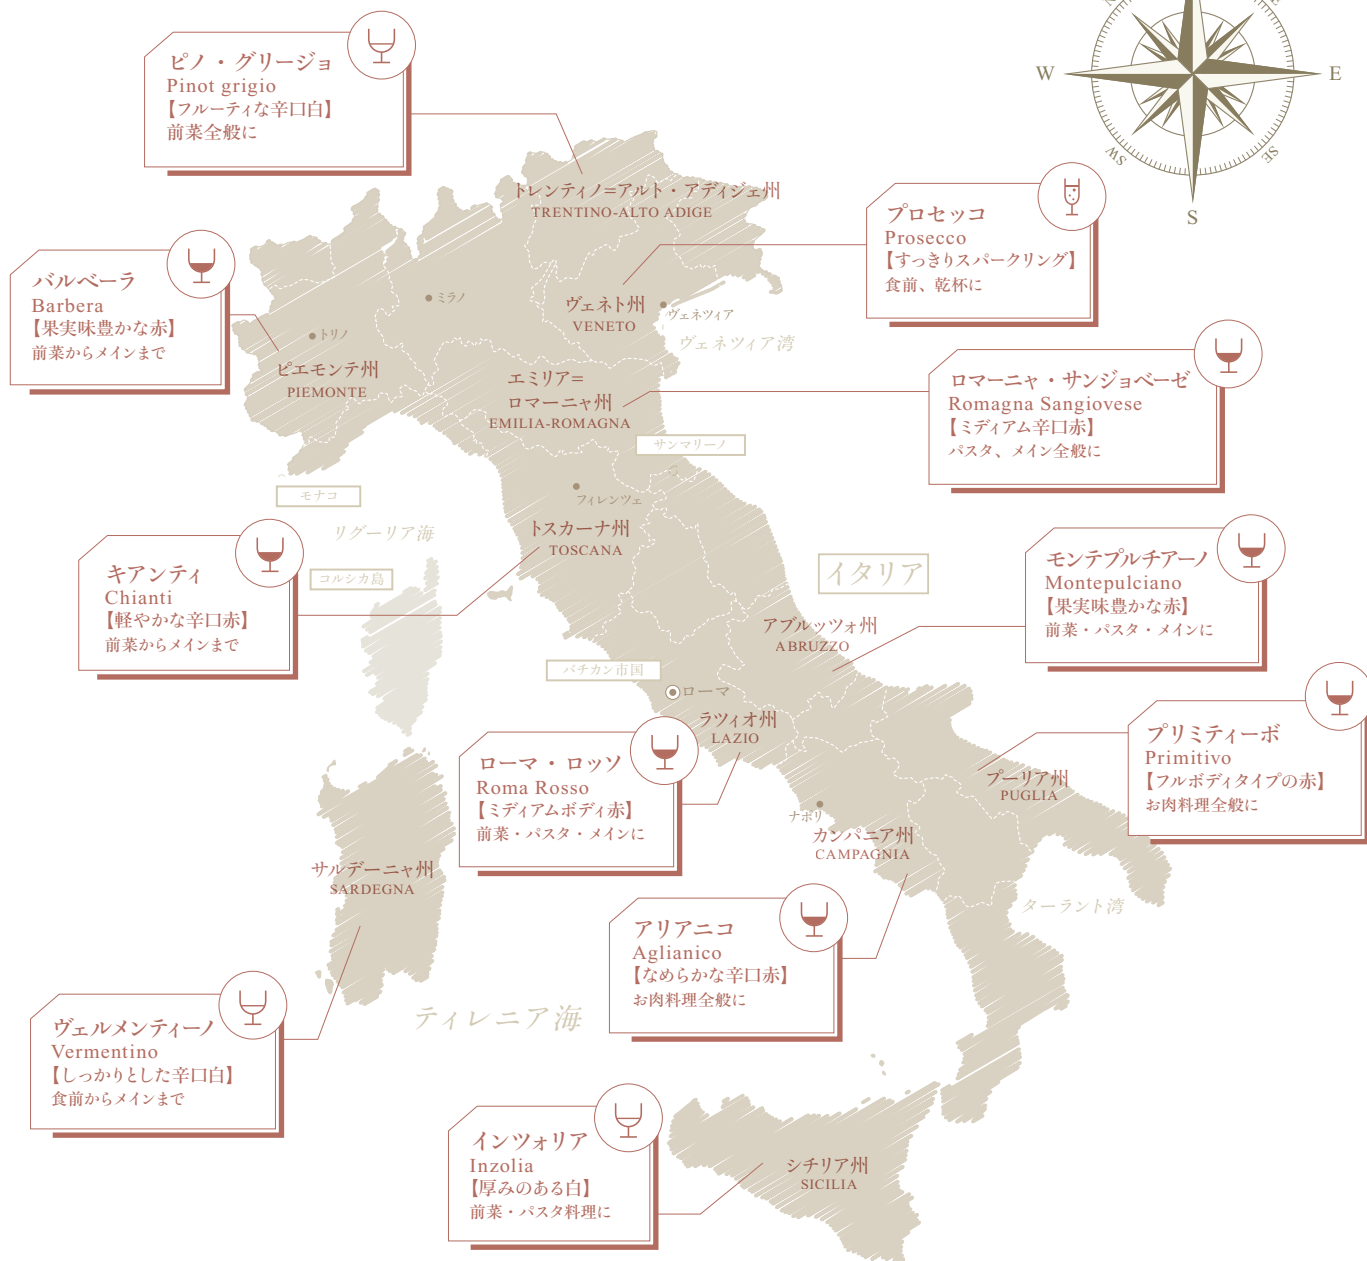 ピノ・グリージョ
Pinot grigio
【フルーティな辛口白】
前菜全般に
W
E
SW
SE
S
トレンティノ=アルト・アディジェ州
TRENTINO-ALTO ADIGE
プロセッコ
Prosecco
【すっきりスパークリング】
食前、乾杯に
バルベーラ
Barbera
【果実味豊かな赤】
前菜からメインまで
ミラノ
トリノ
ピエモンテ州
PIEMONTE
ヴェネト州
VENETO
ヴェネツィア
ヴェネツィア湾
エミリア=
ロマーニャ州
EMILIA-ROMAGNA
ロマーニャ・サンジョベーゼ
Romagna Sangiovese
【ミディアム辛口赤】
パスタ、メイン全般に
サンマリーノ
モナコ
リグーリア海
フィレンツェ
トスカーナ州
TOSCANA
キアンティ
Chianti
【軽やかな辛口赤】
前菜からメインまで
コルシカ島
イタリア
モンテプルチアーノ
Montepulciano
【果実味豊かな赤】
前菜・パスタ・メインに
アブルッツォ州
ABRUZZO
バチカン市国
ローマ
ラツィオ州
LAZIO
ローマ・ロッソ
Roma Rosso
【ミディアムボディ赤】
前菜・パスタ・メインに
プリミティーボ
Primitivo
【フルボディタイプの赤】
お肉料理全般に
プーリア州
PUGLIA
ナポリ
カンパニア州
CAMPAGNIA
サルデーニャ州
SARDEGNA
ターラント湾
アリアニコ
Aglianico
【なめらかな辛口赤】
お肉料理全般に
ティレニア海
ヴェルメンティーノ
Vermentino
【しっかりとした辛口白】
食前からメインまで
インツォリア
Inzolia
【厚みのある白】
前菜・パスタ料理に
シチリア州
SICILIA